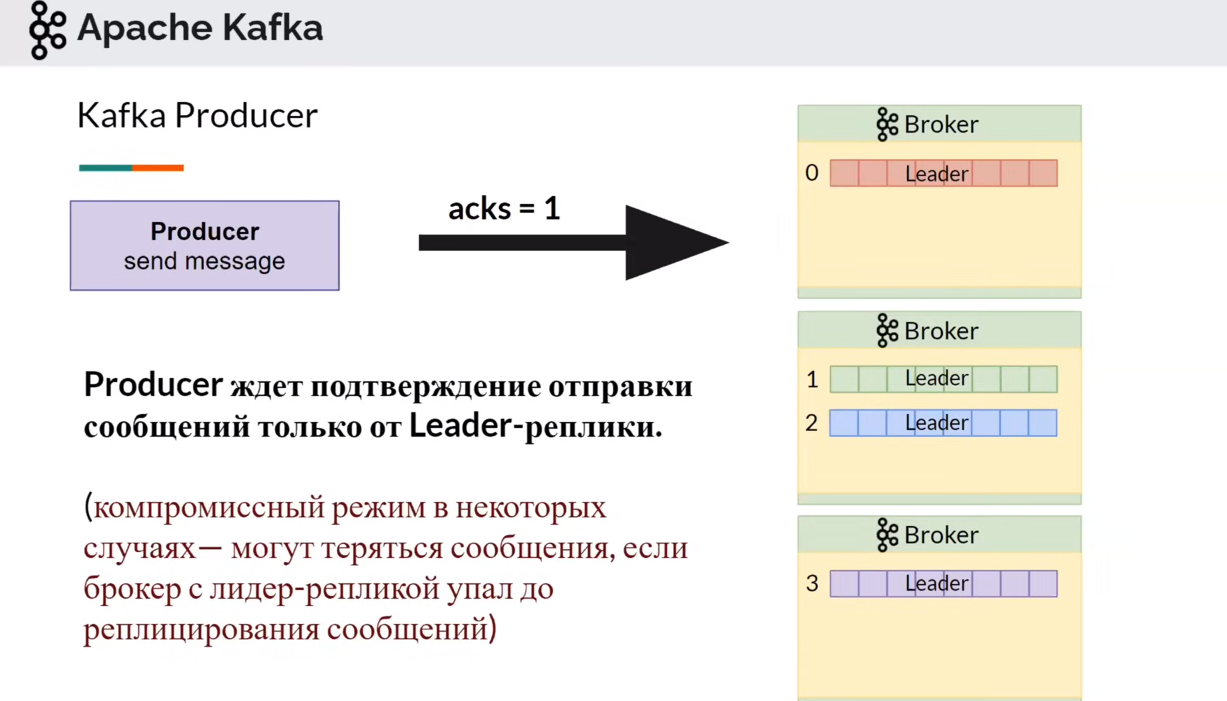 Apache Kafka
Kafka Producer
Producer
send message
acks = 1
Producer ждет подтверждение отправки
сообщений только от Leader-реплики.
(компромиссный режим в некоторых
случаях— могут теряться сообщения, если
брокер с лидер-репликой упал до
реплицирования сообщений)
Broker
0 Leader
Broker
1 Leader
2 Leader
Broker
3 Leader